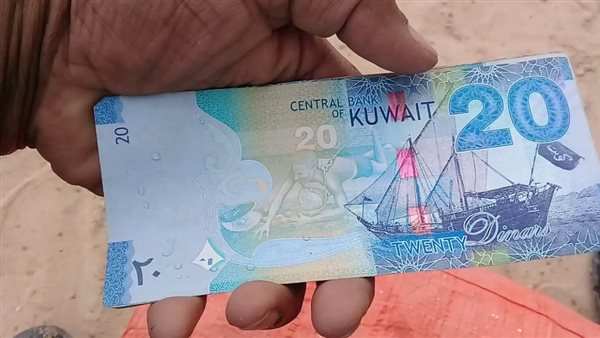 CENTRAL BANK
OF KUWAIT
20
20
20
٢٠
TWENTY Dinars